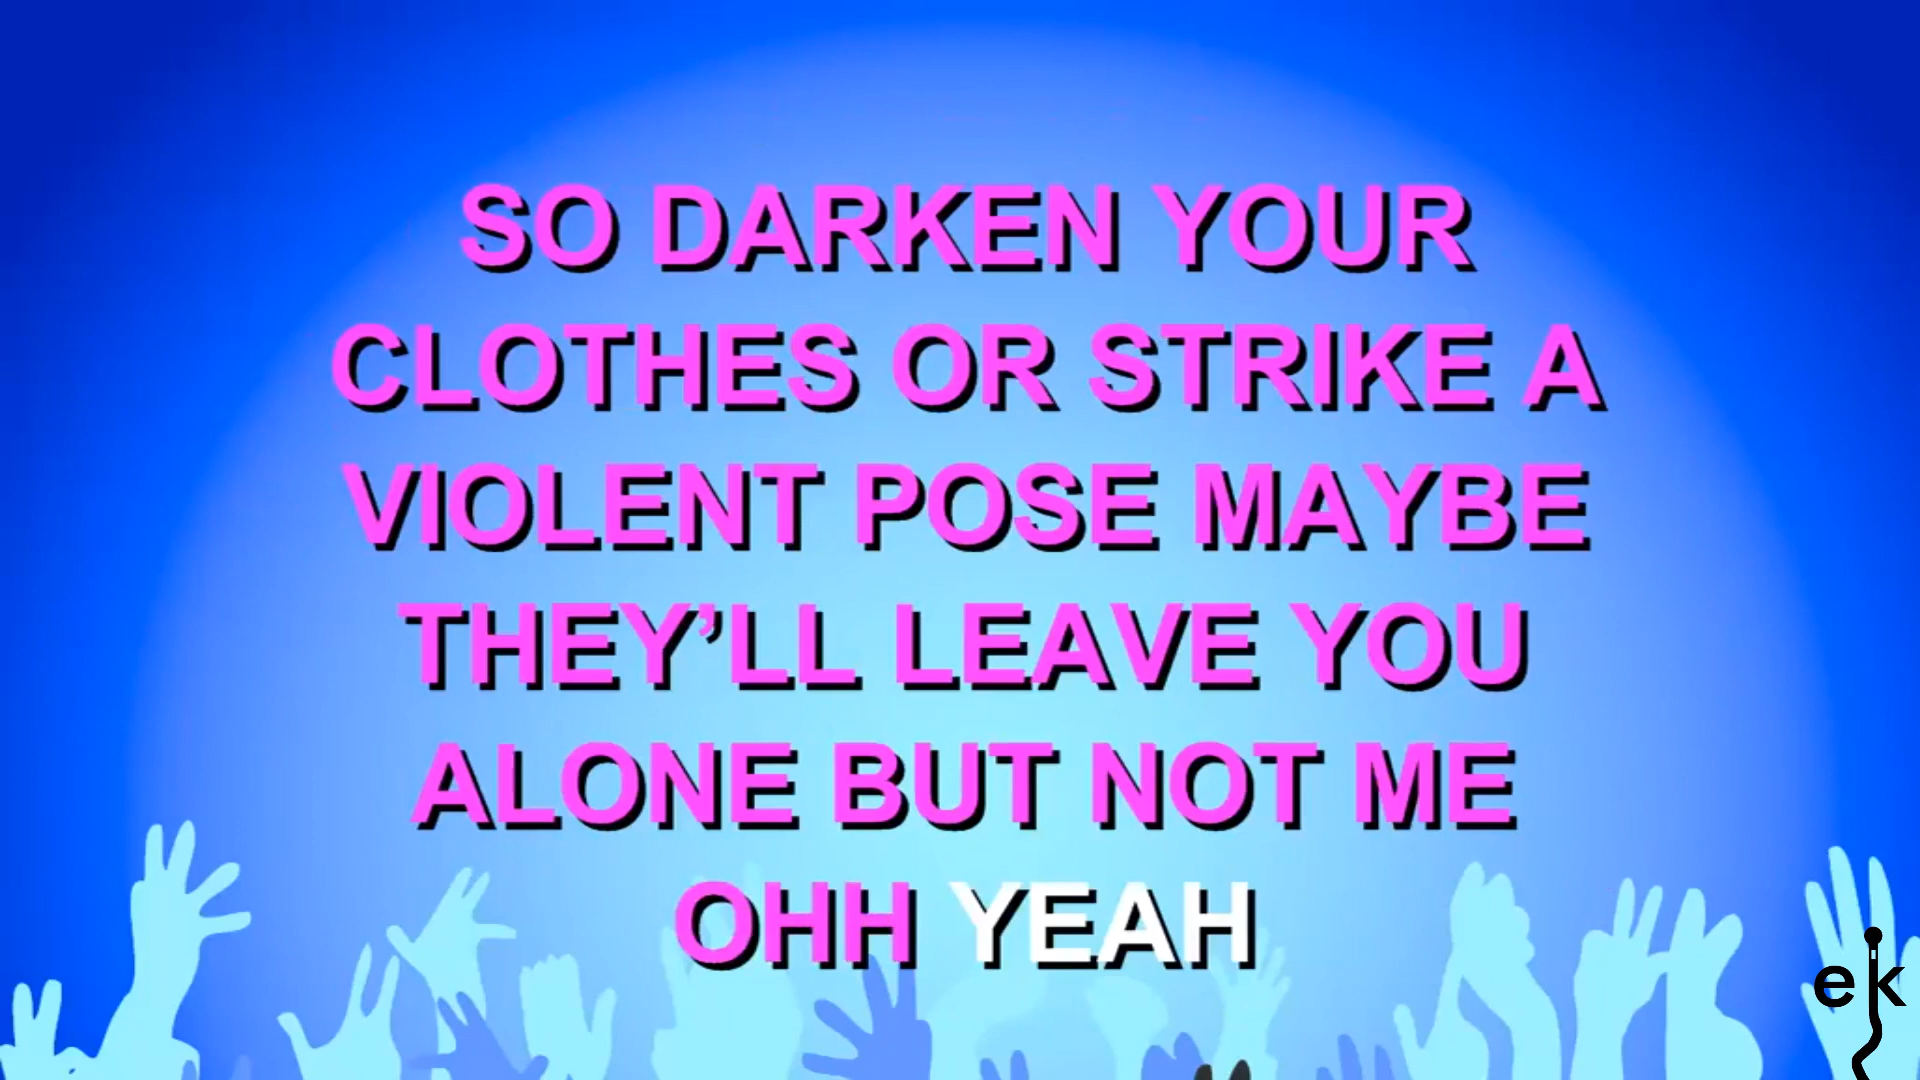 SO DARKEN YOUR
CLOTHES OR STRIKE A
VIOLENT POSE MAYBE
THEY’LL LEAVE YOU
ALONE BUT NOT ME
OHH YEAH
ek